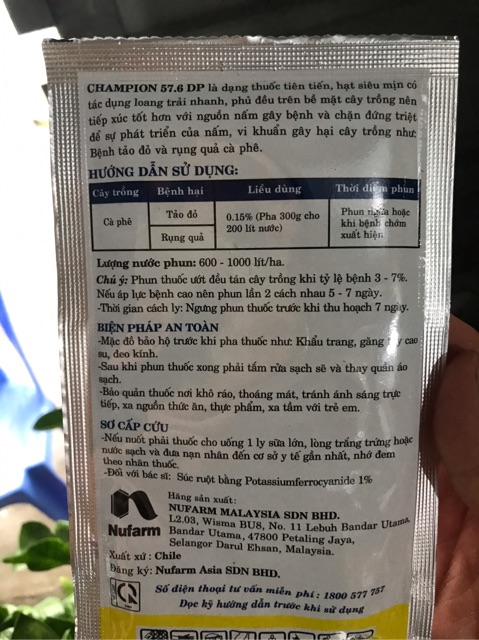 CHAMPION 57.6 DP là dạng thuốc tiên tiến, hạt siêu mịn có
tác dụng loang trải nhanh, phủ đều trên bề mặt cây trồng nên
tiếp xúc tốt hơn với nguồn nấm gây bệnh và chặn đứng triệt
để sự phát triển của nấm, vi khuẩn gây hại cây trồng như:
Bệnh tảo đỏ và rụng quả cà phê.
HƯỚNG DẪN SỬ DỤNG:
Cây trồng Bệnh hại Liều dùng Thời điểm phun
Cà phê Tảo đỏ 0.15% (Pha 300g cho Phun ngừa hoặc
Rụng quả 200 lít nước) khi bệnh chớm
xuất hiện
Lượng nước phun: 600 - 1000 lít/ha.
Chú ý: Phun thuốc ướt đều tán cây trồng khi tỷ lệ bệnh 3 - 7%.
Nếu áp lực bệnh cao nên phun lần 2 cách nhau 5 - 7 ngày.
-Thời gian cách ly: Ngưng phun thuốc trước khi thu hoạch 7 ngày.
BIỆN PHÁP AN TOÀN
-Mặc đồ bảo hộ trước khi pha thuốc như: Khẩu trang, găng tay cao
su, đeo kính.
-Sau khi phun thuốc xong phải tắm rửa sạch sẽ và thay quần áo
sạch.
-Bảo quản thuốc nơi khô ráo, thoáng mát, tránh ánh sáng trực
tiếp, xa nguồn thức ăn, thực phẩm, xa tầm với trẻ em.
SƠ CẤP CỨU
-Nếu nuốt phải thuốc cho uống 1 ly sữa lớn, lòng trắng trứng hoặc
nước sạch và đưa nạn nhân đến cơ sở y tế gần nhất, nhớ đem
theo nhãn thuốc.
-Đối với bác sĩ: Súc ruột bằng Potassiumferrocyanide 1%
Hãng sản xuất:
NUFARM MALAYSIA SDN BHD.
L2.03, Wisma BU8, No. 11 Lebuh Bandar Utama,
Bandar Utama, 47800 Petaling Jaya,
Selangor Darul Ehsan, Malaysia.
Nufarm
Xuất xứ : Chile
Đăng ký: Nufarm Asia SDN BHD.
Số điện thoại tư vấn miễn phí : 1800 577 757
Đọc kỹ hướng dẫn trước khi sử dụng